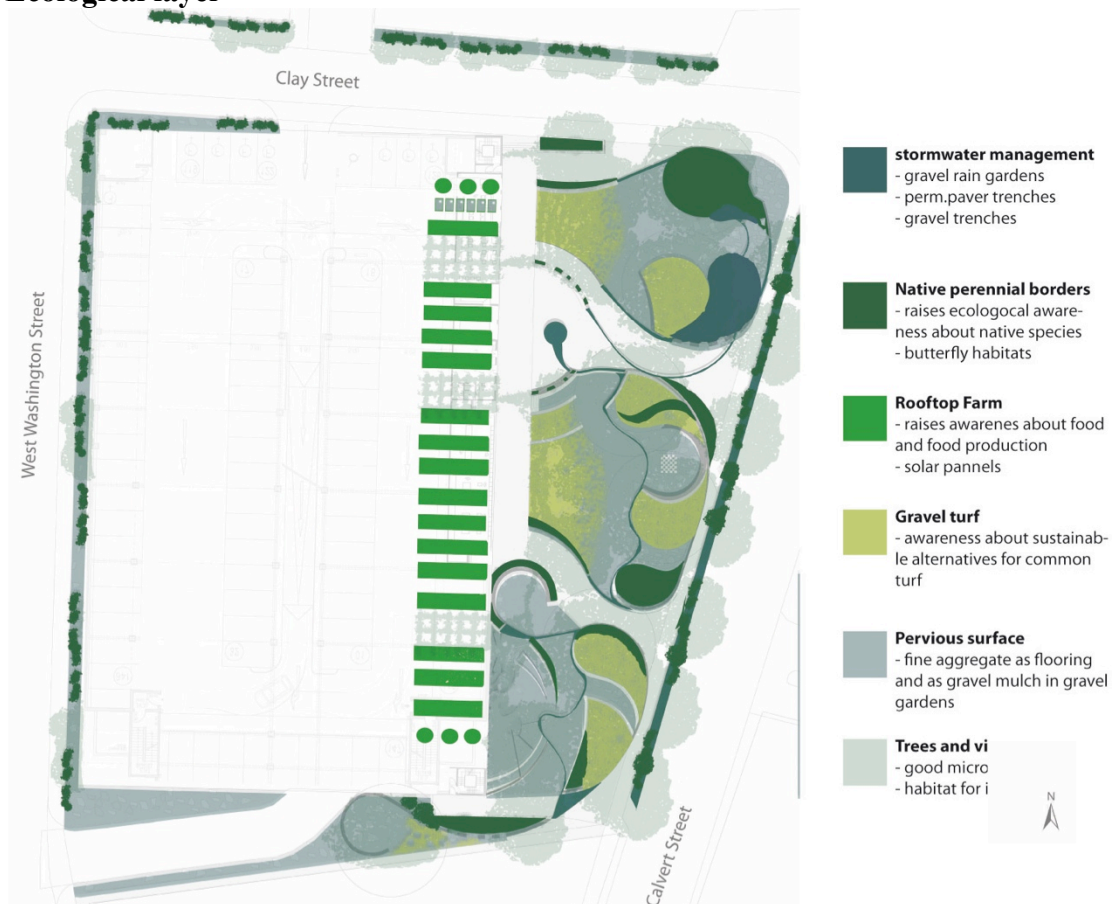 Ecological layer
Clay Street
West Washington Street
Calvert Street
stormwater management
- gravel rain gardens
- perm.paver trenches
- gravel trenches
Native perennial borders
- raises ecologocal aware-
ness about native species
- butterfly habitats
Rooftop Farm
- raises awarenes about food
and food production
- solar pannels
Gravel turf
- awareness about sustainab-
le alternatives for common
turf
Pervious surface
- fine aggregate as flooring
and as gravel mulch in gravel
gardens
Trees and vi
- good micro
- habitat for i
N